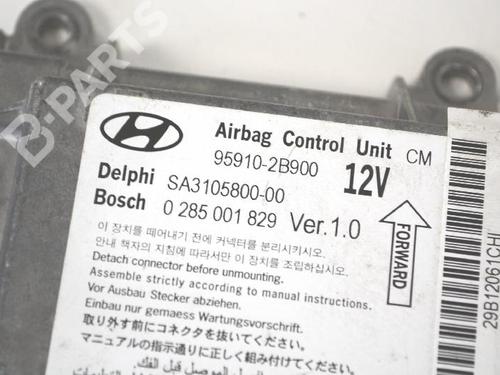 B-PARTS
Airbag Control Unit CM
95910-2B900
12V
Delphi SA3105800-00
Bosch 0 285 001 829 Ver.1.0
이 장치를 떼어내기 전에 커넥터를 분리시키시오.
안내 책자의 지침에 따라서만 이 장치를 조립하십시오.
Detach connector before unmounting.
Assemble strictly according to manual instructions.
Vor Ausbau Stecker abziehen.
Einbau nur gemaess Wartungsvorschrift.
取り外す前にコネクタを抜いてください。
マニュアルの指示通りに正しく組み付けてください。
FORWARD
29B12061CHI